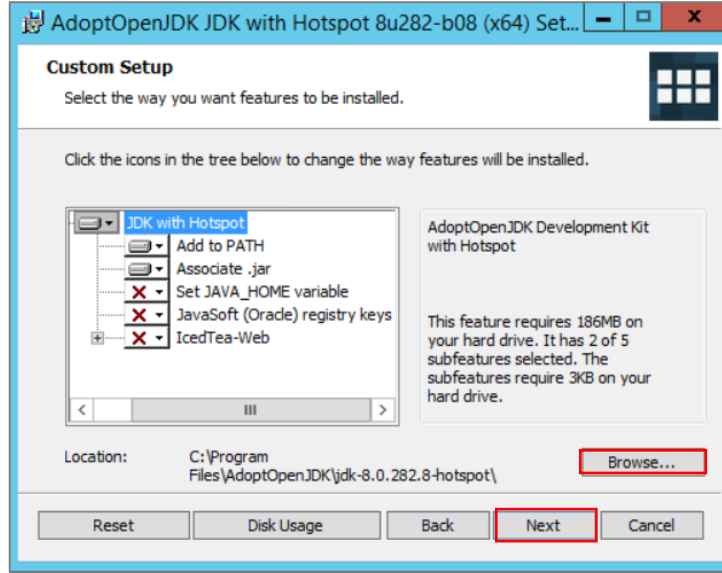 AdoptOpenJDK JDK with Hotspot 8u282-b08 (x64) Set...
Custom Setup
Select the way you want features to be installed.
Click the icons in the tree below to change the way features will be installed.
JDK with Hotspot
Add to PATH
Associate .jar
Set JAVA_HOME variable
JavaSoft (Oracle) registry keys
IcedTea-Web
AdoptOpenJDK Development Kit
with Hotspot
This feature requires 186MB on
your hard drive. It has 2 of 5
subfeatures selected. The
subfeatures require 3KB on your
hard drive.
Location:
C:\Program
Files\AdoptOpenJDK\jdk-8.0.282.8-hotspot\
Browse...
Reset Disk Usage Back Next Cancel